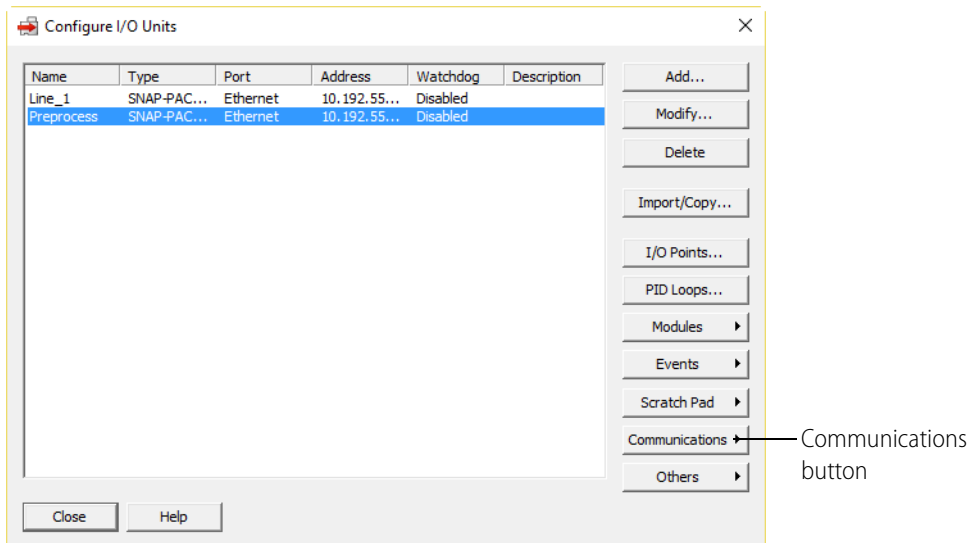 Configure I/O Units
Name Type Port Address Watchdog Description
Line_1 SNAP-PAC... Ethernet 10.192.55... Disabled
Preprocess SNAP-PAC... Ethernet 10.192.55... Disabled
Add...
Modify...
Delete
Import/Copy...
I/O Points...
PID Loops...
Modules
Events
Scratch Pad
Communications
Others
Communications
button
Close Help